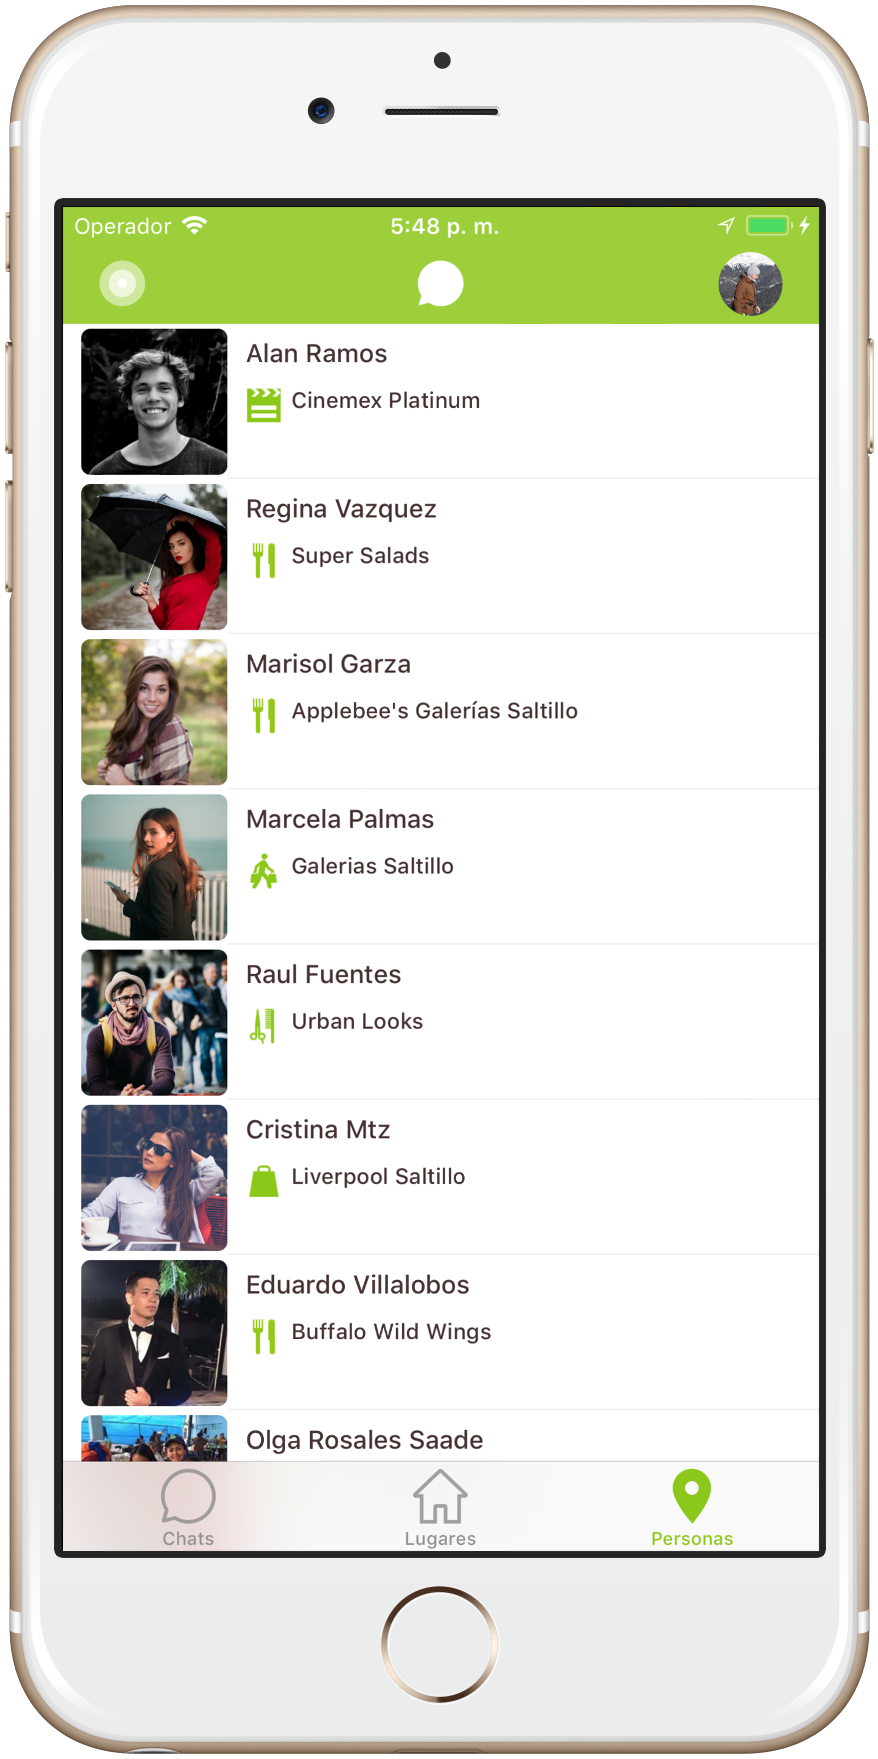 Operador 5:48 p. m.
Alan Ramos
Cinemex Platinum
Regina Vazquez
Super Salads
Marisol Garza
Applebee's Galerías Saltillo
Marcela Palmas
Galerias Saltillo
Raul Fuentes
Urban Looks
Cristina Mtz
Liverpool Saltillo
Eduardo Villalobos
Buffalo Wild Wings
Olga Rosales Saade
Chats Lugares Personas